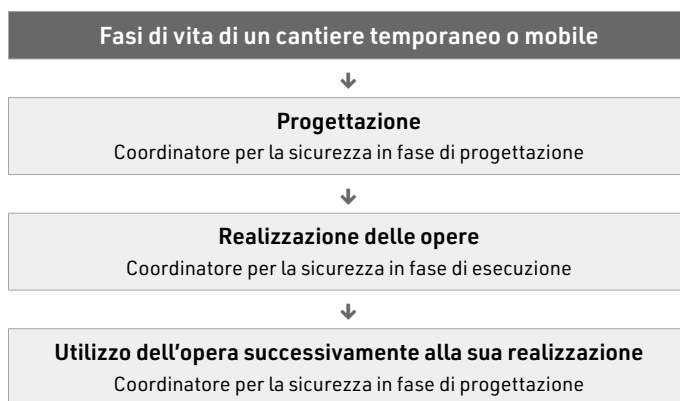 Fasi di vita di un cantiere temporaneo o mobile
Progettazione
Coordinatore per la sicurezza in fase di progettazione
Realizzazione delle opere
Coordinatore per la sicurezza in fase di esecuzione
Utilizzo dell'opera successivamente alla sua realizzazione
Coordinatore per la sicurezza in fase di progettazione